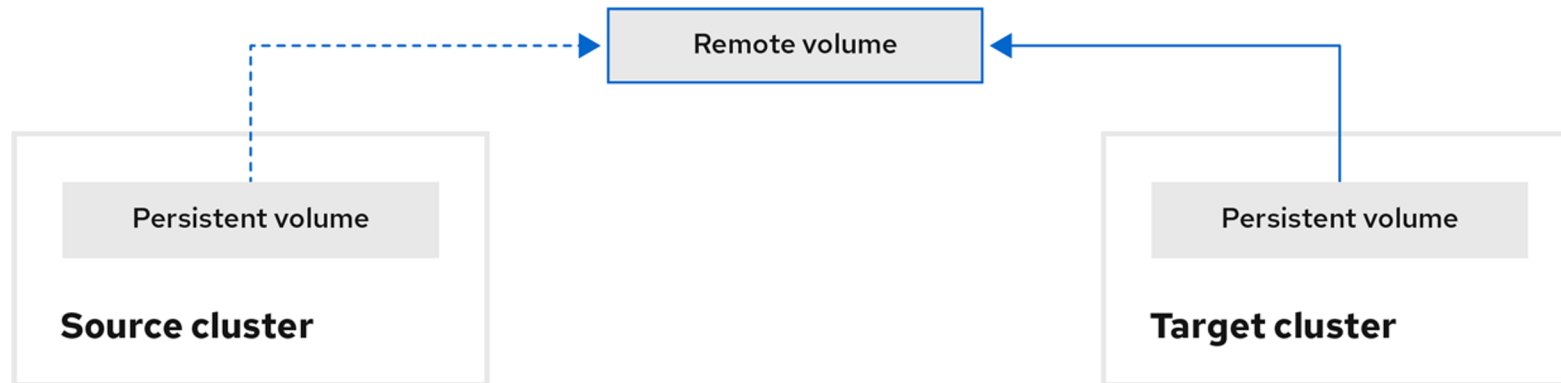 Remote volume
Persistent volume
Persistent volume
Source cluster
Target cluster